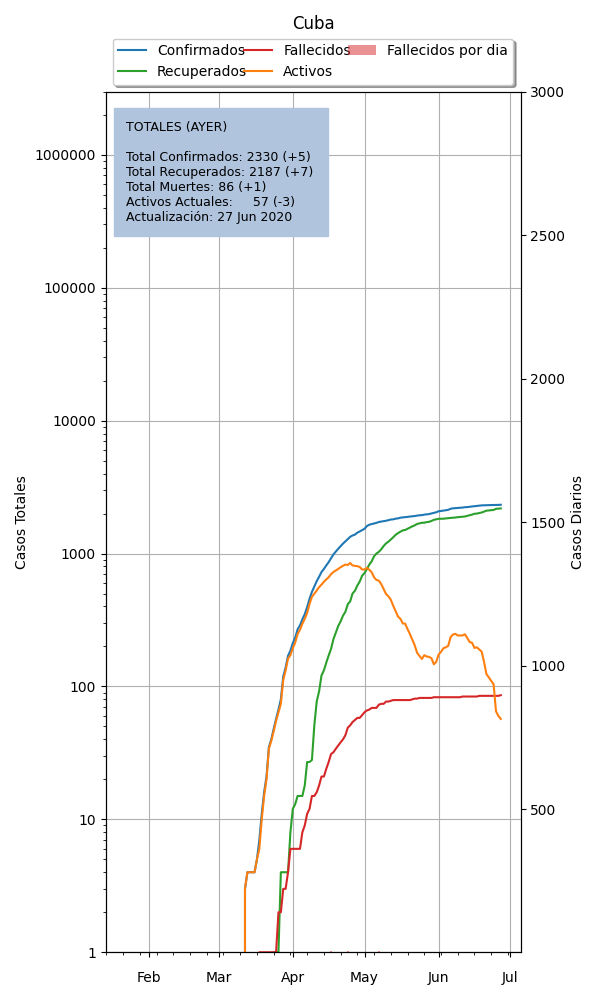 Cuba
Confirmados Fallecidos Fallecidos por dia
Recuperados Activos
TOTALES (AYER)
Total Confirmados: 2330 (+5)
Total Recuperados: 2187 (+7)
Total Muertes: 86 (+1)
Activos Actuales: 57 (-3)
Actualización: 27 Jun 2020
Casos Totales
1000000
100000
10000
1000
100
10
1
3000
2500
2000
1500
1000
500
Casos Diarios
Feb Mar Apr May Jun Jul